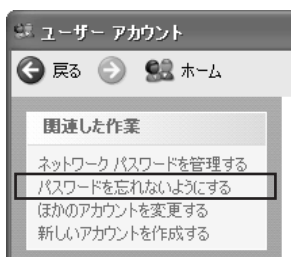 ユーザー アカウント
戻る ホーム
関連した作業
ネットワーク パスワードを管理する
パスワードを忘れないようにする
ほかのアカウントを変更する
新しいアカウントを作成する